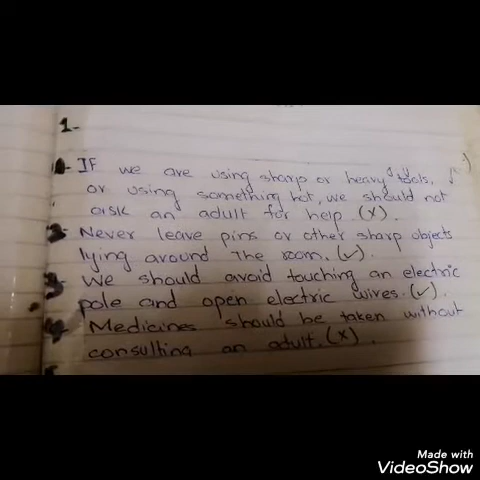 1-
1- If we are using sharp or heavy tools,
or using something hot, we should not
ask an adult for help (x).
2- Never leave pins or other sharp objects
lying around the room. (✓).
3- We should avoid touching an electric
pole and open electric wires. (✓).
4- Medicines should be taken without
consulting an adult. (x).
Made with
VideoShow